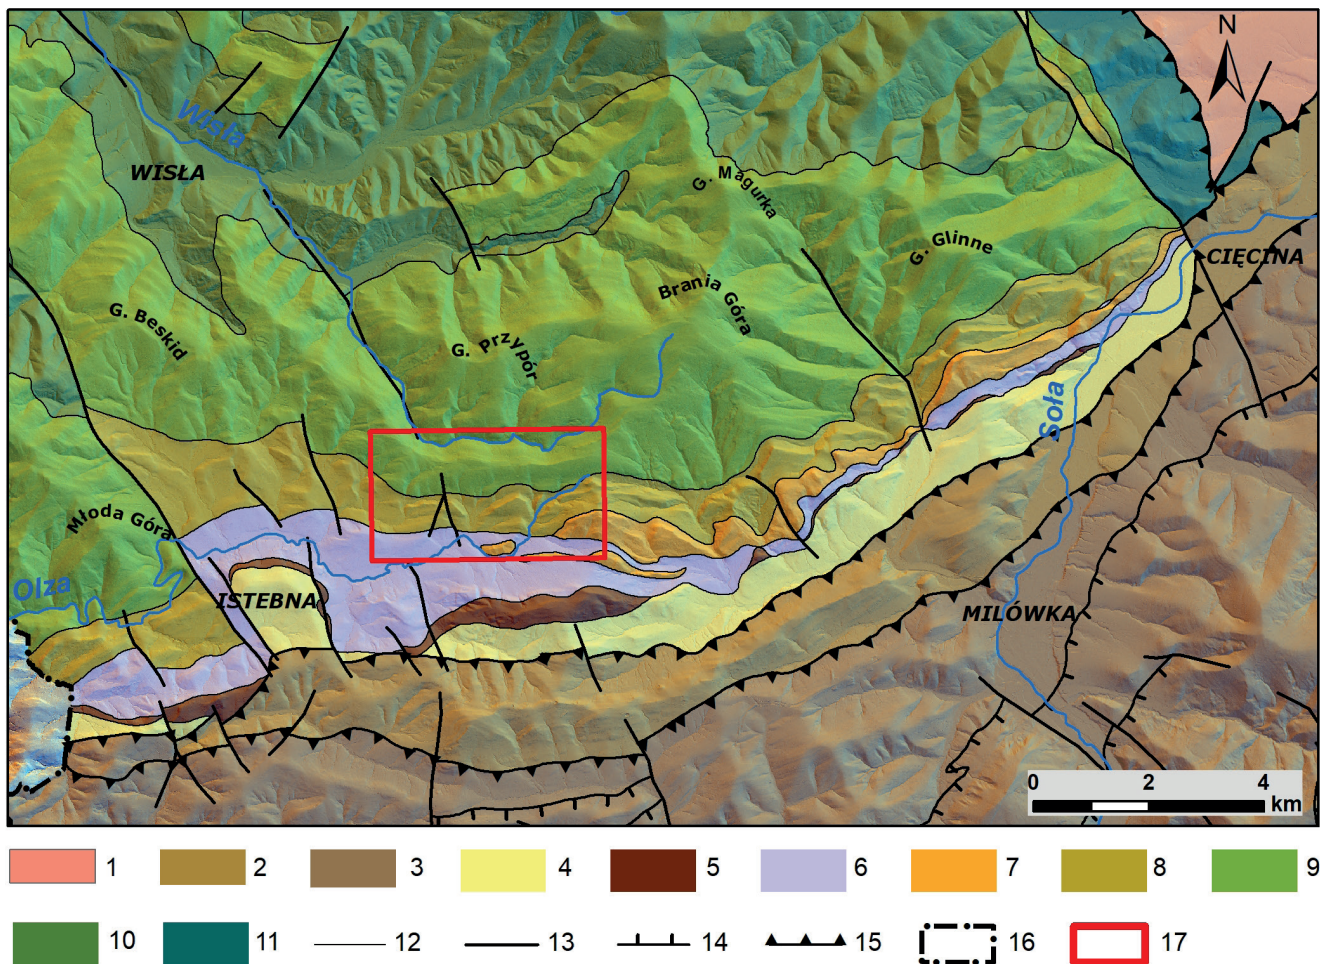 N
Wisła
WISŁA
G. Magurka
G. Glinne
CIĘCINA
Brania Góra
G. Beskid
G. Przypór
Soła
Młoda Góra
Olza
ISTEBNA
MILÓWKA
0 2 4
km
1 2 3 4 5 6 7 8 9
10 11 12 13 14 15 16 17